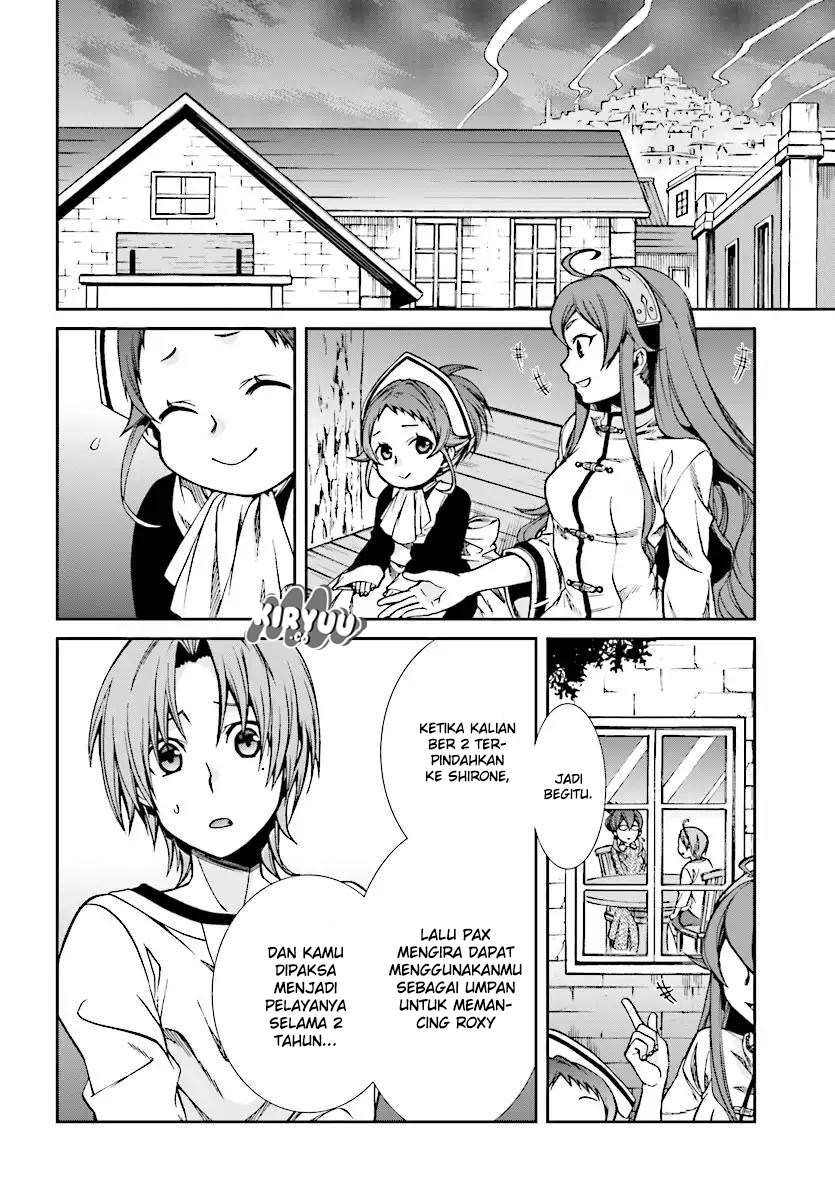 JADI
BEGITU.
KETIKA KALIAN
BER 2 TER-
PINDAHKAN
KE SHIRONE,
LALU PAX
MENGIRA DAPAT
MENGGUNAKANMU
SEBAGAI UMPAN
UNTUK MEMAN-
CING ROXY
DAN KAMU
DIPAKSA
MENJADI
PELAYANYA
SELAMA 2
TAHUN...
KIRYUU